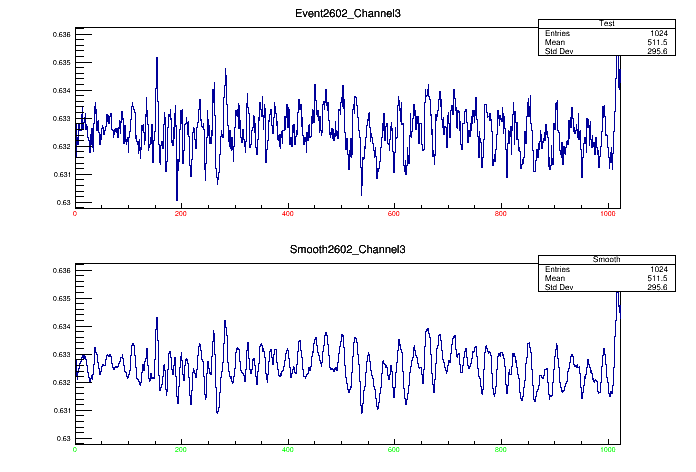 Event2602_Channel3
Test
Entries 1024
Mean 511.5
Std Dev 295.6
0.636
0.635
0.634
0.633
0.632
0.631
0.63
0 200 400 600 800 1000
Smooth2602_Channel3
Smooth
Entries 1024
Mean 511.5
Std Dev 295.6
0.636
0.635
0.634
0.633
0.632
0.631
0.63
0 200 400 600 800 1000